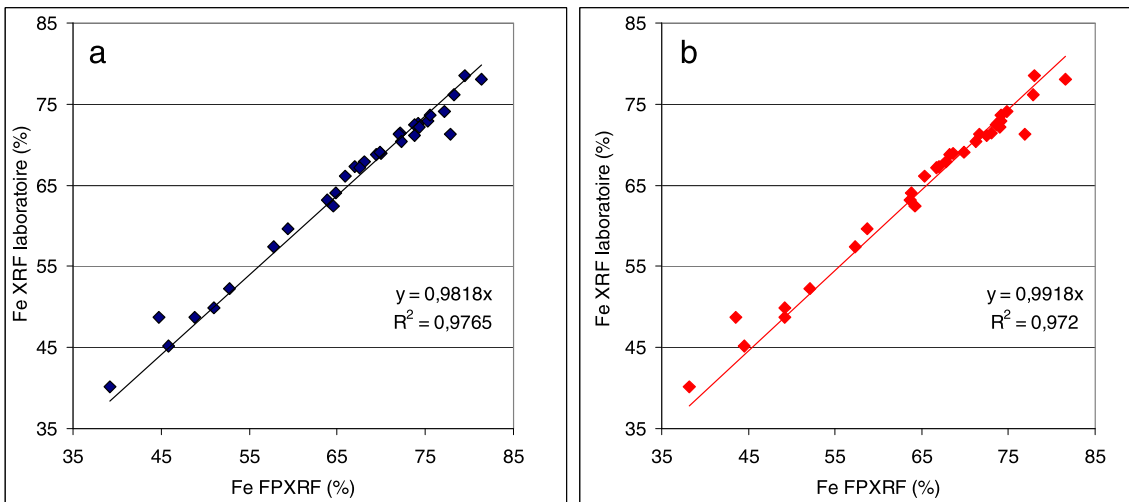 a
85
75
65
55
45
35
35 45 55 65 75 85
Fe XRF laboratoire (%)
Fe FPXRF (%)
y = 0,9818x
R² = 0,9765
b
85
75
65
55
45
35
35 45 55 65 75 85
Fe XRF laboratoire (%)
Fe FPXRF (%)
y = 0,9918x
R² = 0,972